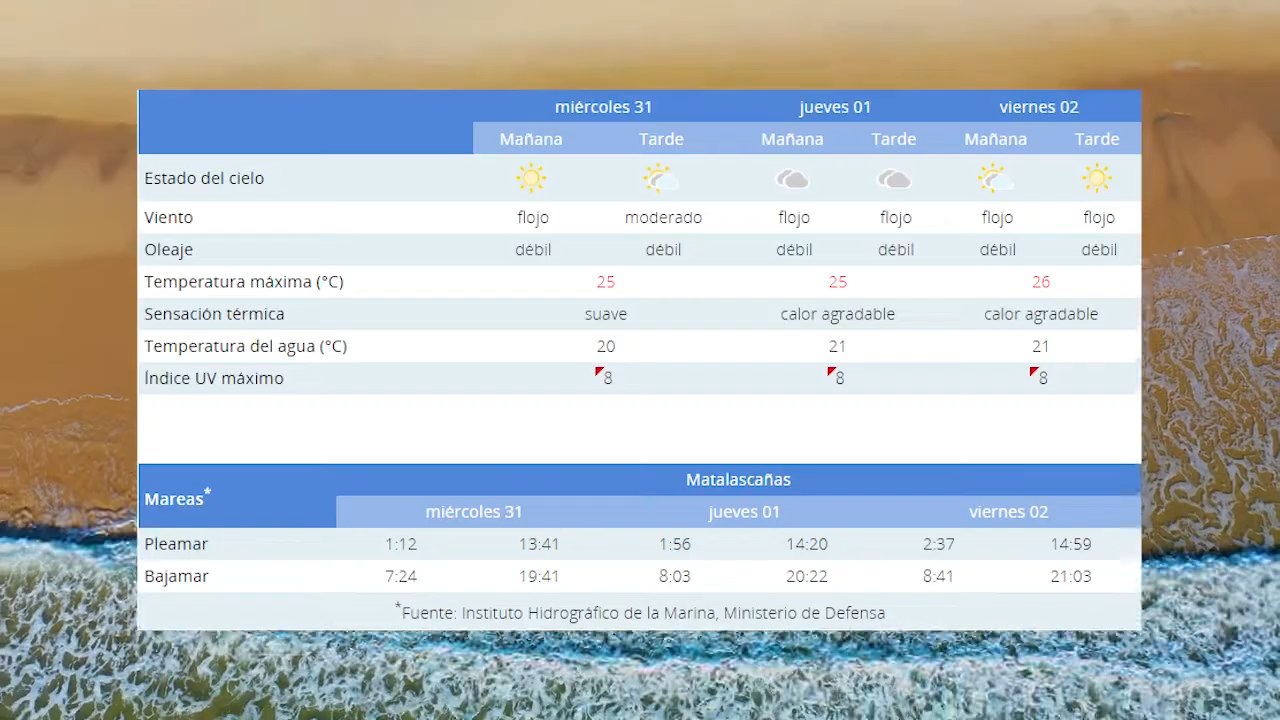 miércoles 31 jueves 01 viernes 02
Mañana Tarde Mañana Tarde Mañana Tarde
Estado del cielo
Viento flojo moderado flojo flojo flojo flojo
Oleaje débil débil débil débil débil débil
Temperatura máxima (°C) 25 25 26
Sensación térmica suave calor agradable calor agradable
Temperatura del agua (°C) 20 21 21
Índice UV máximo 8 8 8
Matalascañas
Mareas*
miércoles 31 jueves 01 viernes 02
Pleamar 1:12 13:41 1:56 14:20 2:37 14:59
Bajamar 7:24 19:41 8:03 20:22 8:41 21:03
*Fuente: Instituto Hidrográfico de la Marina, Ministerio de Defensa